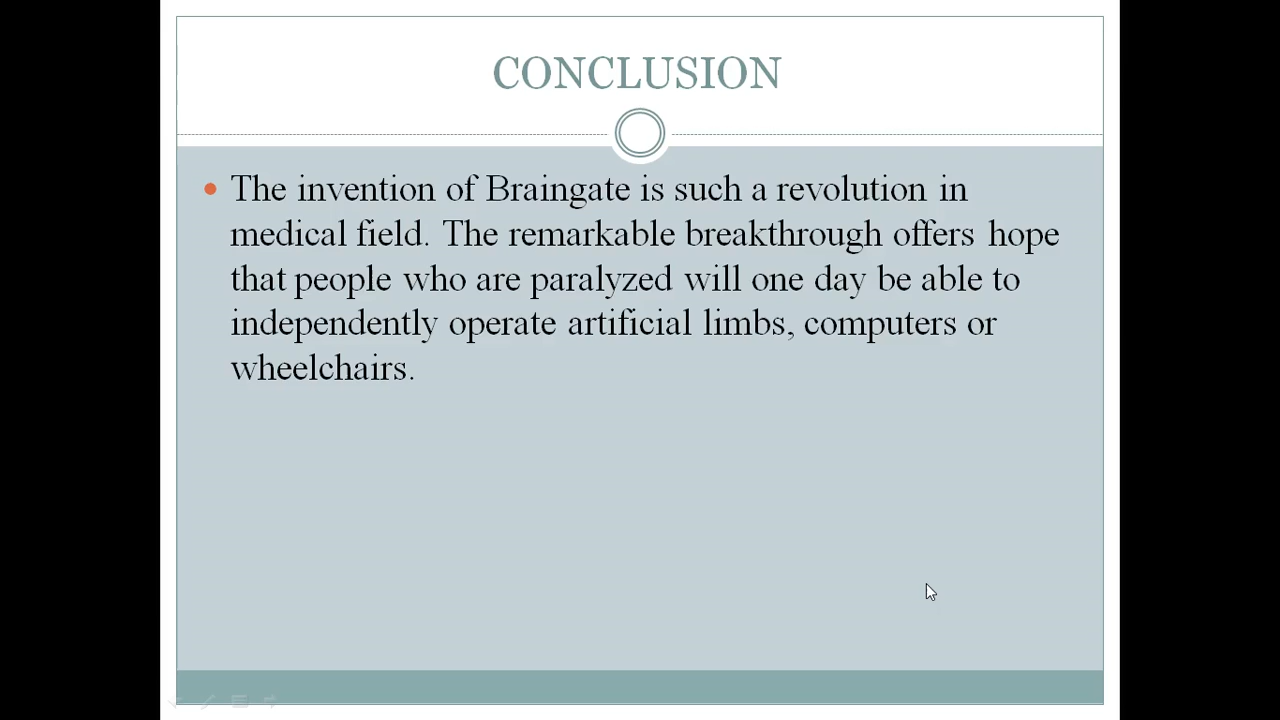 CONCLUSION
The invention of Braingate is such a revolution in
medical field. The remarkable breakthrough offers hope
that people who are paralyzed will one day be able to
independently operate artificial limbs, computers or
wheelchairs.